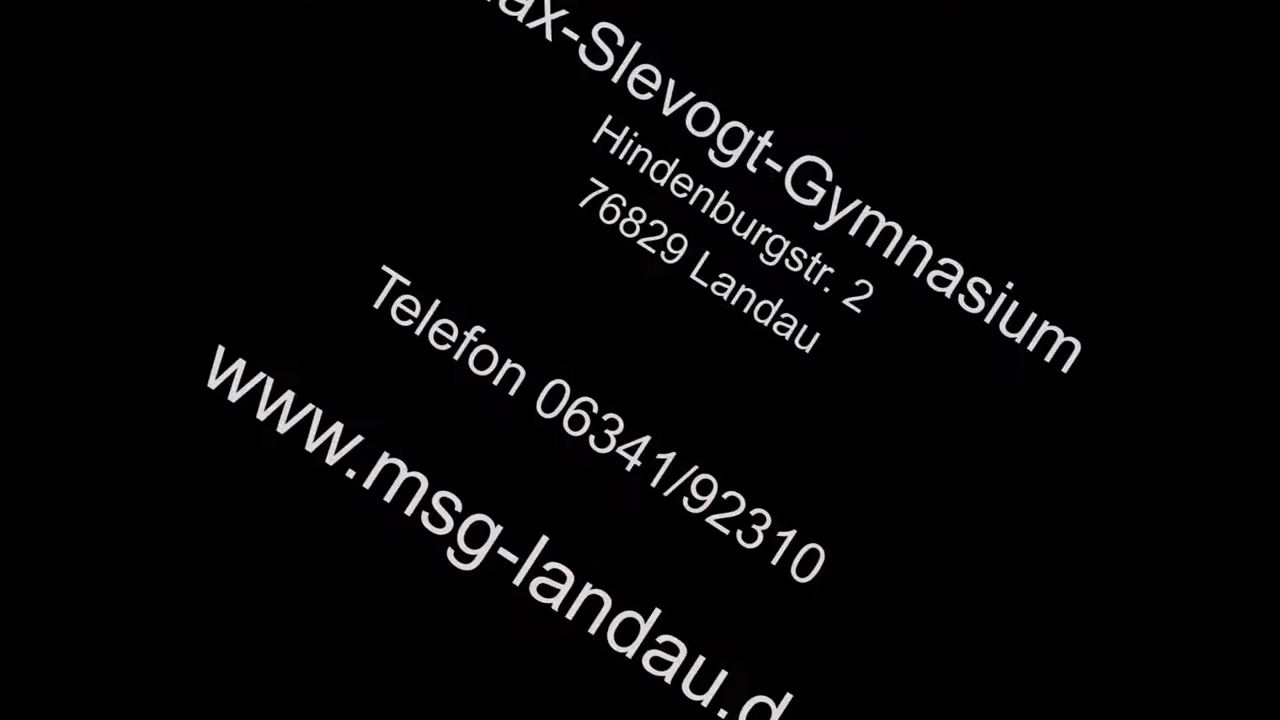 ax-Slevogt-Gymnasium
Hindenburgstr. 2
76829 Landau
Telefon 06341/92310
www.msg-landau.d